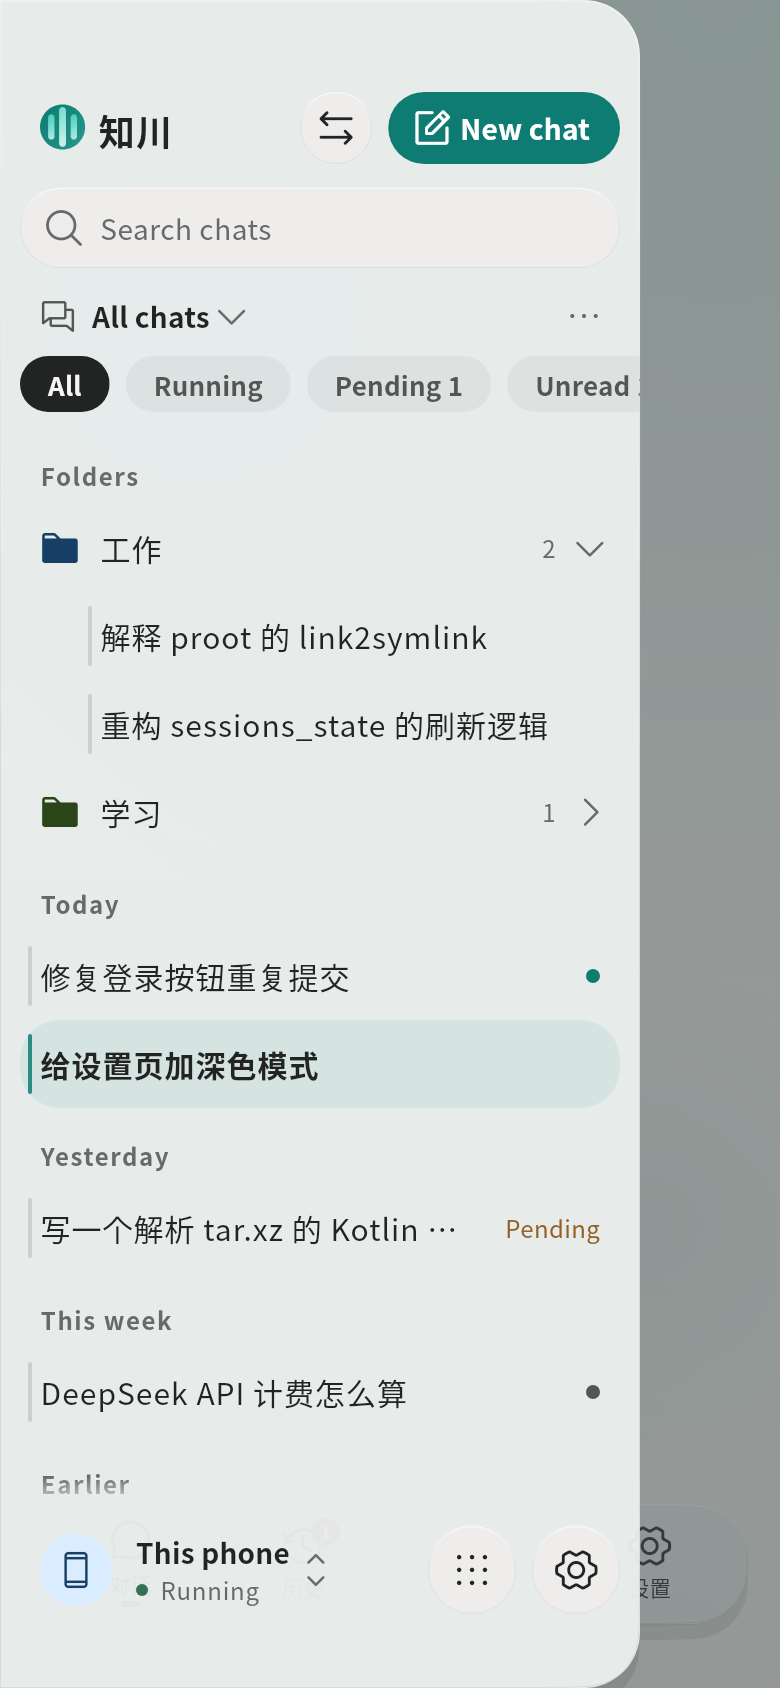 知川
New chat
Search chats
All chats
All
Running
Pending 1
Unread
Folders
工作
2
解释 proot 的 link2symlink
重构 sessions_state 的刷新逻辑
学习
1
Today
修复登录按钮重复提交
给设置页加深色模式
Yesterday
写一个解析 tar.xz 的 Kotlin …
Pending
This week
DeepSeek API 计费怎么算
Earlier
This phone
Running
设置